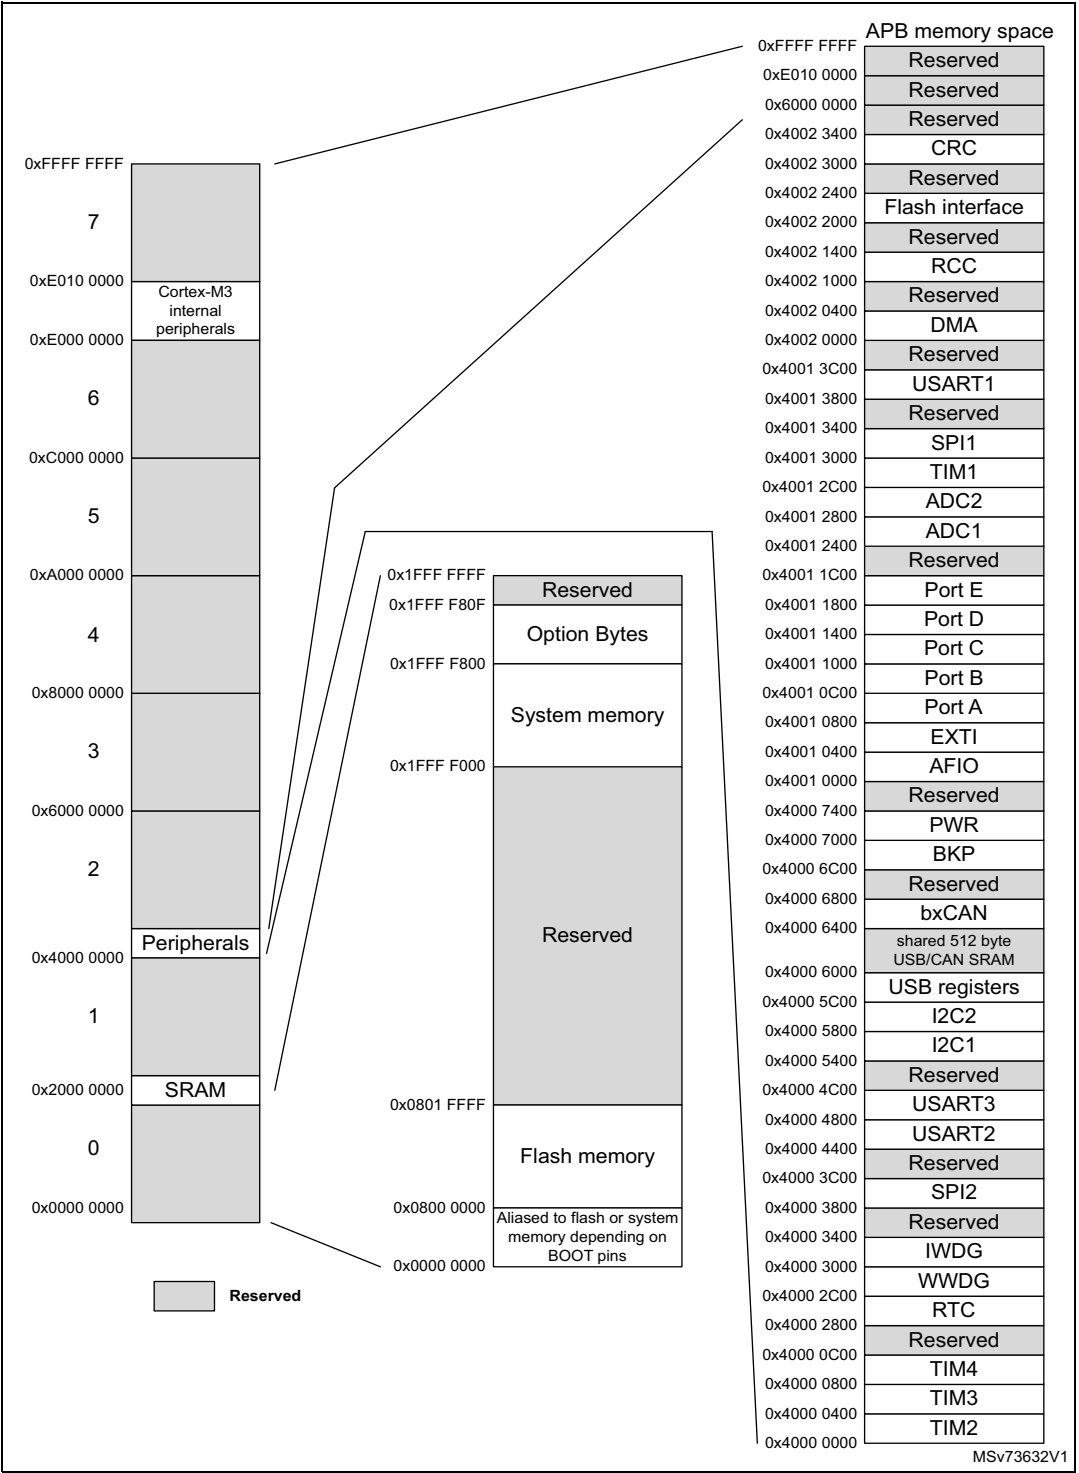 0xFFFF FFFF
7
0xE010 0000
Cortex-M3
internal
peripherals
0xE000 0000
6
0xC000 0000
5
0xA000 0000
4
0x8000 0000
3
0x6000 0000
2
Peripherals
0x4000 0000
1
0x2000 0000
SRAM
0
0x0000 0000
Reserved
0x1FFF FFFF
Reserved
0x1FFF F80F
Option Bytes
0x1FFF F800
System memory
0x1FFF F000
Reserved
0x0801 FFFF
Flash memory
0x0800 0000
Aliased to flash or system
memory depending on
BOOT pins
0x0000 0000
APB memory space
0xFFFF FFFF
Reserved
0xE010 0000
Reserved
0x6000 0000
Reserved
0x4002 3400
CRC
0x4002 3000
Reserved
0x4002 2400
Flash interface
0x4002 2000
Reserved
0x4002 1400
RCC
0x4002 1000
Reserved
0x4002 0400
DMA
0x4002 0000
Reserved
0x4001 3C00
USART1
0x4001 3800
Reserved
0x4001 3400
SPI1
0x4001 3000
TIM1
0x4001 2C00
ADC2
0x4001 2800
ADC1
0x4001 2400
Reserved
0x4001 1C00
Port E
0x4001 1800
Port D
0x4001 1400
Port C
0x4001 1000
Port B
0x4001 0C00
Port A
0x4001 0800
EXTI
0x4001 0400
AFIO
0x4001 0000
Reserved
0x4000 7400
PWR
0x4000 7000
BKP
0x4000 6C00
Reserved
0x4000 6800
bxCAN
0x4000 6400
shared 512 byte
USB/CAN SRAM
0x4000 6000
USB registers
0x4000 5C00
I2C2
0x4000 5800
I2C1
0x4000 5400
Reserved
0x4000 4C00
USART3
0x4000 4800
USART2
0x4000 4400
Reserved
0x4000 3C00
SPI2
0x4000 3800
Reserved
0x4000 3400
IWDG
0x4000 3000
WWDG
0x4000 2C00
RTC
0x4000 2800
Reserved
0x4000 0C00
TIM4
0x4000 0800
TIM3
0x4000 0400
TIM2
0x4000 0000
MSv73632V1